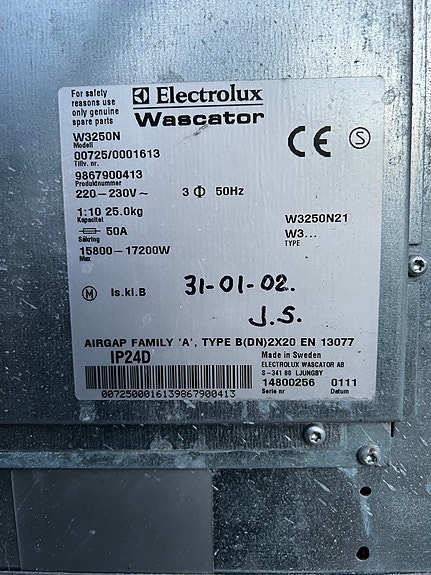 For safety
reasons use
only genuine
spare parts
Electrolux
Wascator
W3250N
Modell
00725/0001613
Tillv. nr.
9867900413
Produktnummer
220–230V~ 3 Φ 50Hz
1:10 25.0kg
Kapacitet
50A
Säkring
15800–17200W
Max
CE S
W3250N21
W3...
TYPE
M Is.kl.B
31-01-02.
J.S.
AIRGAP FAMILY 'A', TYPE B(DN)2X20 EN 13077
IP24D
0072500016139867900413
Made in Sweden
ELECTROLUX WASCATOR AB
S-341 80 LJUNGBY
14800256 0111
Serie nr Datum